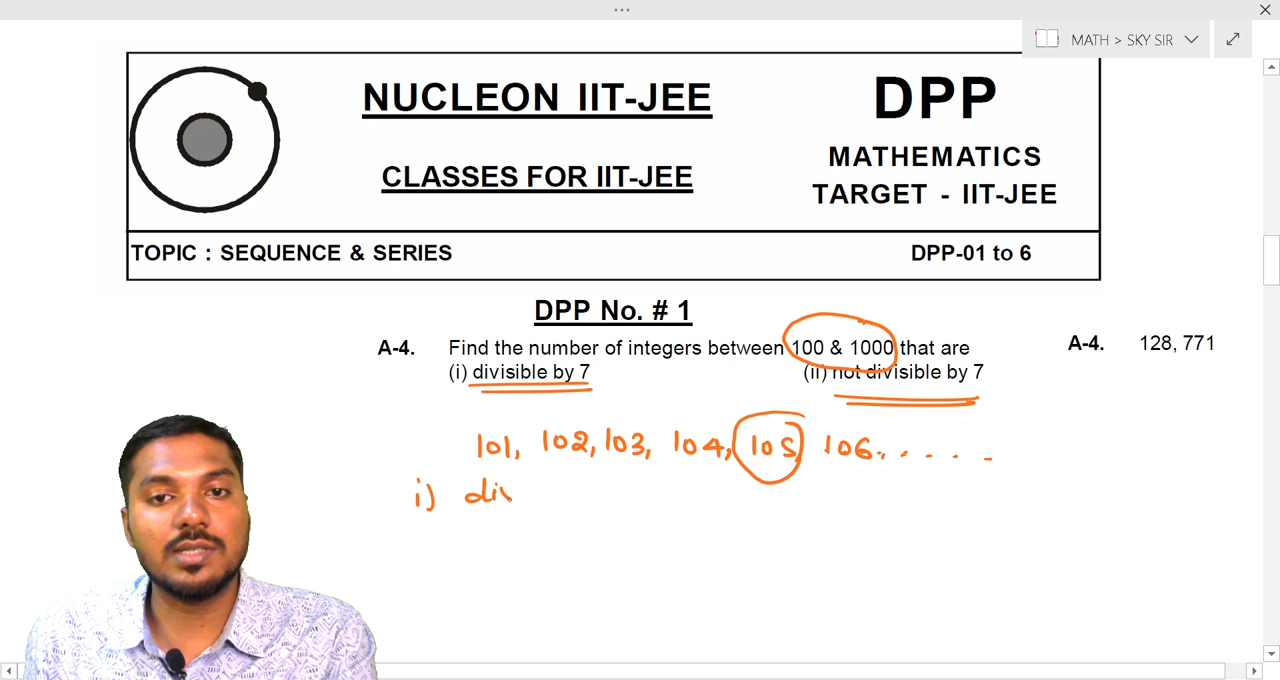 MATH > SKY SIR
NUCLEON IIT-JEE
CLASSES FOR IIT-JEE
DPP
MATHEMATICS
TARGET - IIT-JEE
TOPIC : SEQUENCE & SERIES
DPP-01 to 6
DPP No. # 1
A-4. Find the number of integers between 100 & 1000 that are
(i) divisible by 7 (ii) not divisible by 7
A-4. 128, 771
101, 102, 103, 104, 105, 106. . . . . .
i) div